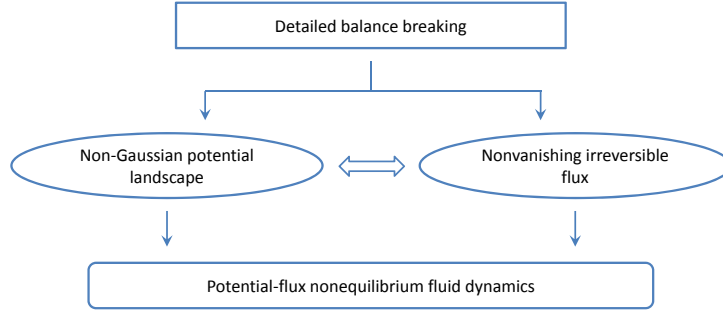 Detailed balance breaking
Non-Gaussian potential
landscape
Nonvanishing irreversible
flux
Potential-flux nonequilibrium fluid dynamics